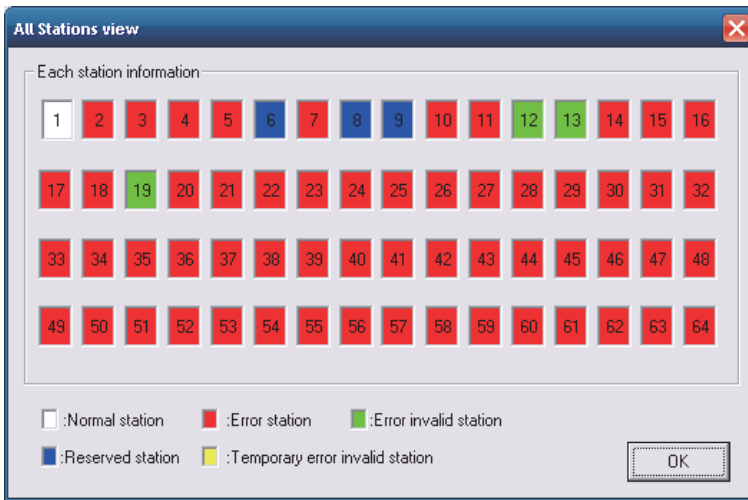 All Stations view
Each station information
1 2 3 4 5 6 7 8 9 10 11 12 13 14 15 16
17 18 19 20 21 22 23 24 25 26 27 28 29 30 31 32
33 34 35 36 37 38 39 40 41 42 43 44 45 46 47 48
49 50 51 52 53 54 55 56 57 58 59 60 61 62 63 64
:Normal station :Error station :Error invalid station
:Reserved station :Temporary error invalid station
OK